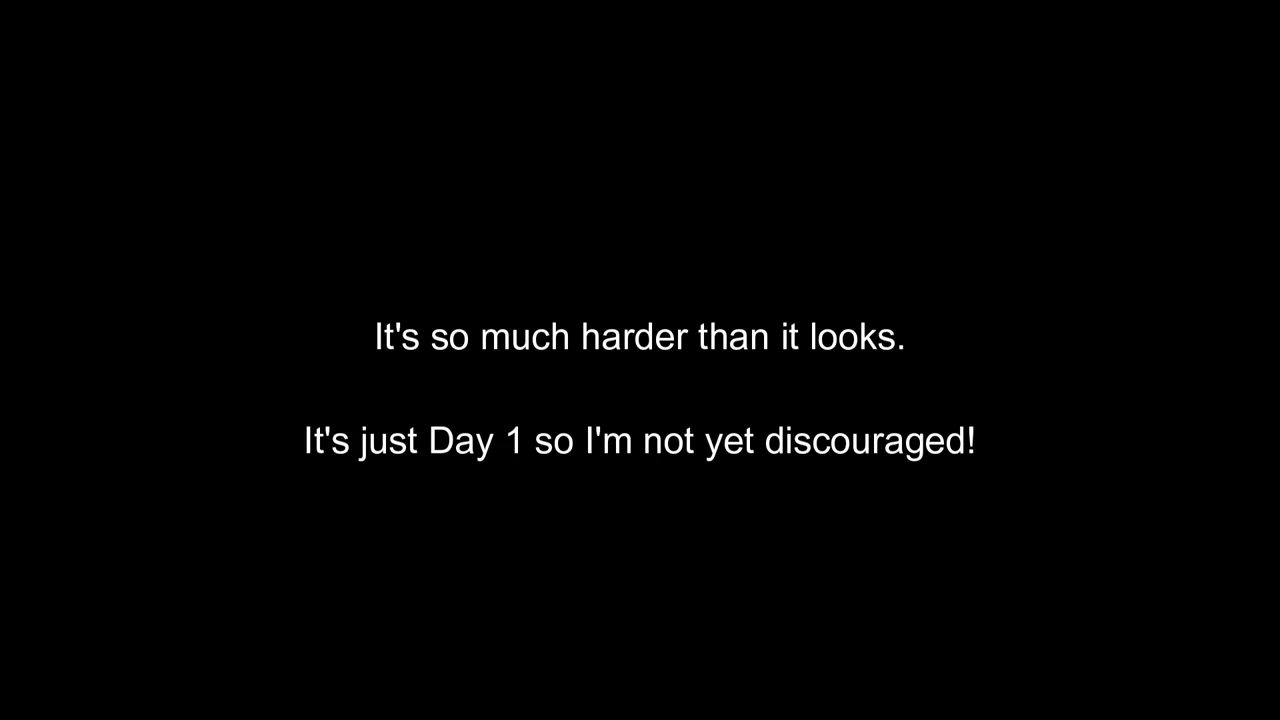 It's so much harder than it looks.
It's just Day 1 so I'm not yet discouraged!